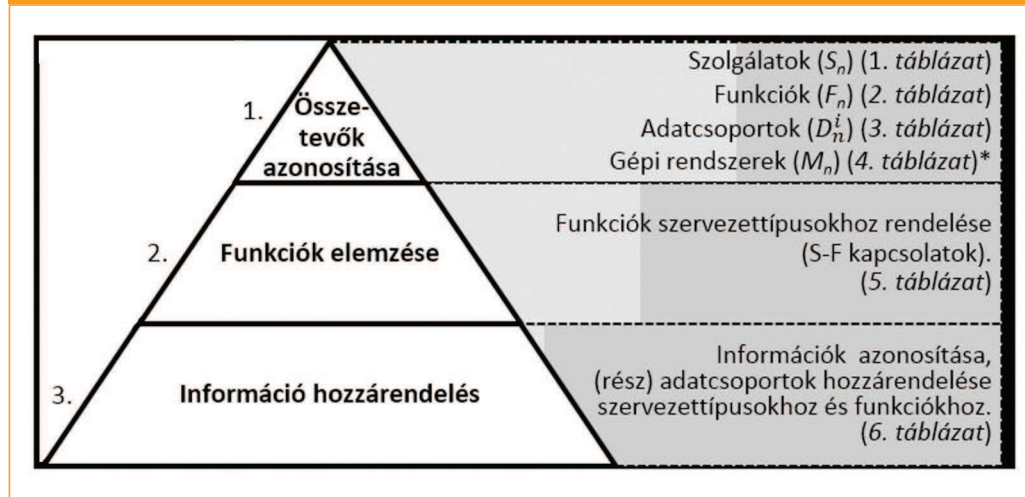 1.
Össze-
tevők
azonosítása
Szolgálatok (Sₙ) (1. táblázat)
Funkciók (Fₙ) (2. táblázat)
Adatcsoportok (Dₙⁱ) (3. táblázat)
Gépi rendszerek (Mₙ) (4. táblázat)*
2.
Funkciók elemzése
Funkciók szervezettípusokhoz rendelése
(S-F kapcsolatok).
(5. táblázat)
3.
Információ hozzárendelés
Információk azonosítása,
(rész) adatcsoportok hozzárendelése
szervezettípusokhoz és funkciókhoz.
(6. táblázat)